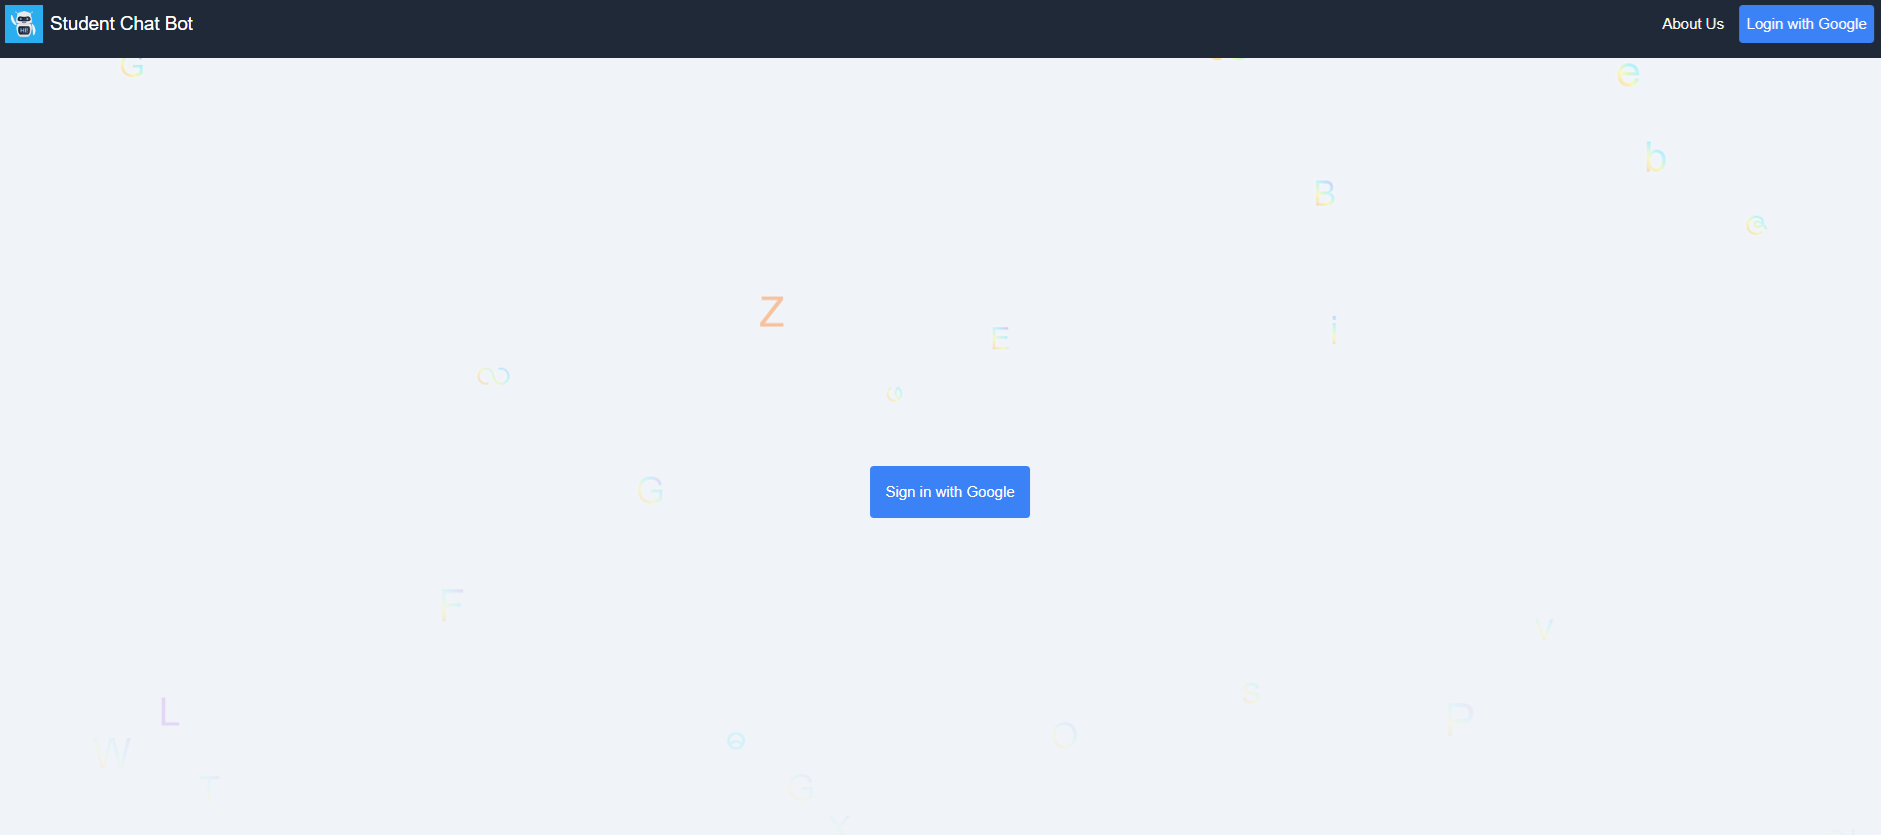 Student Chat Bot
About Us
Login with Google
G
e
b
B
Z
E
i
Sign in with Google
G
F
v
L
s
P
O
W
T
G